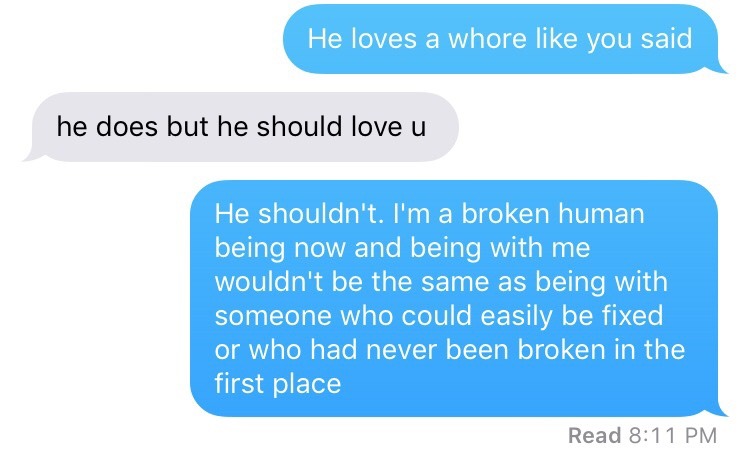 He loves a whore like you said
he does but he should love u
He shouldn't. I'm a broken human
being now and being with me
wouldn't be the same as being with
someone who could easily be fixed
or who had never been broken in the
first place
Read 8:11 PM